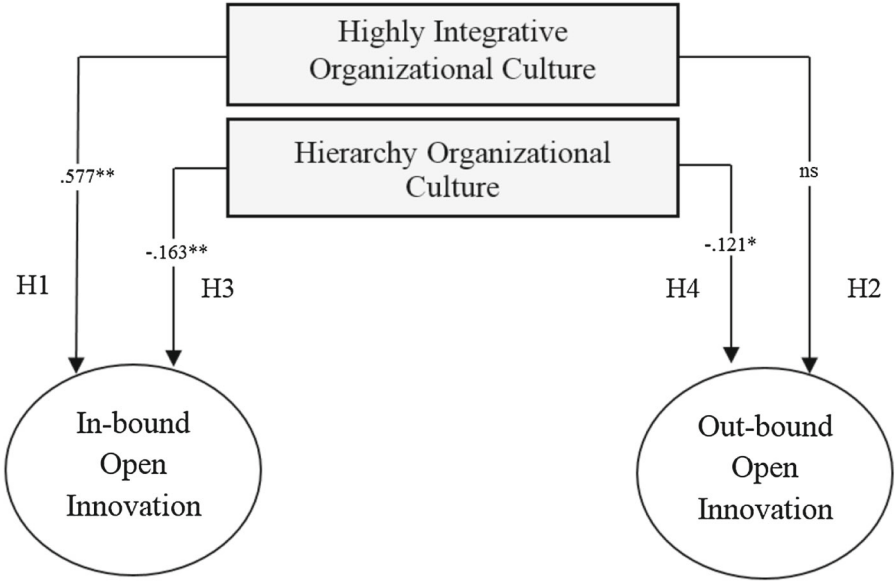 Highly Integrative
Organizational Culture
Hierarchy Organizational
Culture
.577**
ns
-.163**
-.121*
H1
H3
H4
H2
In-bound
Open
Innovation
Out-bound
Open
Innovation